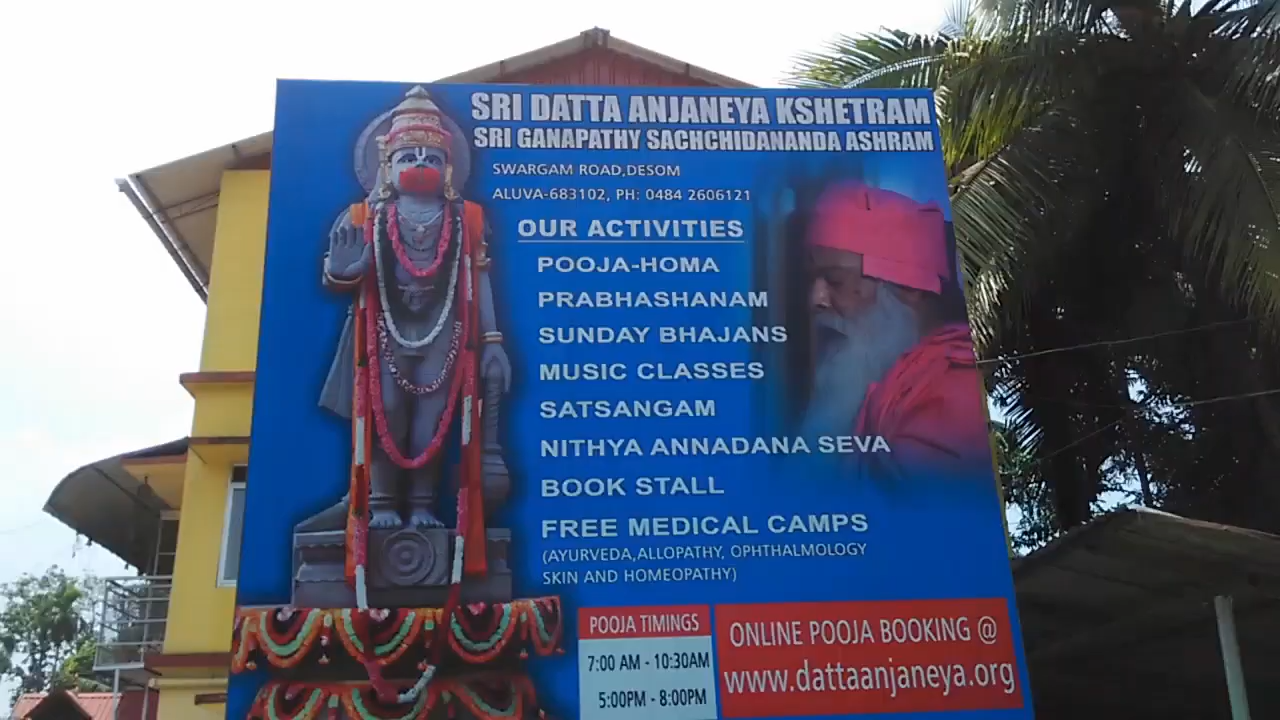 SRI DATTA ANJANEYA KSHETRAM
SRI GANAPATHY SACHCHIDANANDA ASHRAM
SWARGAM ROAD,DESOM
ALUVA-683102, PH: 0484 2606121
OUR ACTIVITIES
POOJA-HOMA
PRABHASHANAM
SUNDAY BHAJANS
MUSIC CLASSES
SATSANGAM
NITHYA ANNADANA SEVA
BOOK STALL
FREE MEDICAL CAMPS
(AYURVEDA,ALLOPATHY, OPHTHALMOLOGY
SKIN AND HOMEOPATHY)
POOJA TIMINGS
7:00 AM - 10:30AM
5:00PM - 8:00PM
ONLINE POOJA BOOKING @
www.dattaanjaneya.org